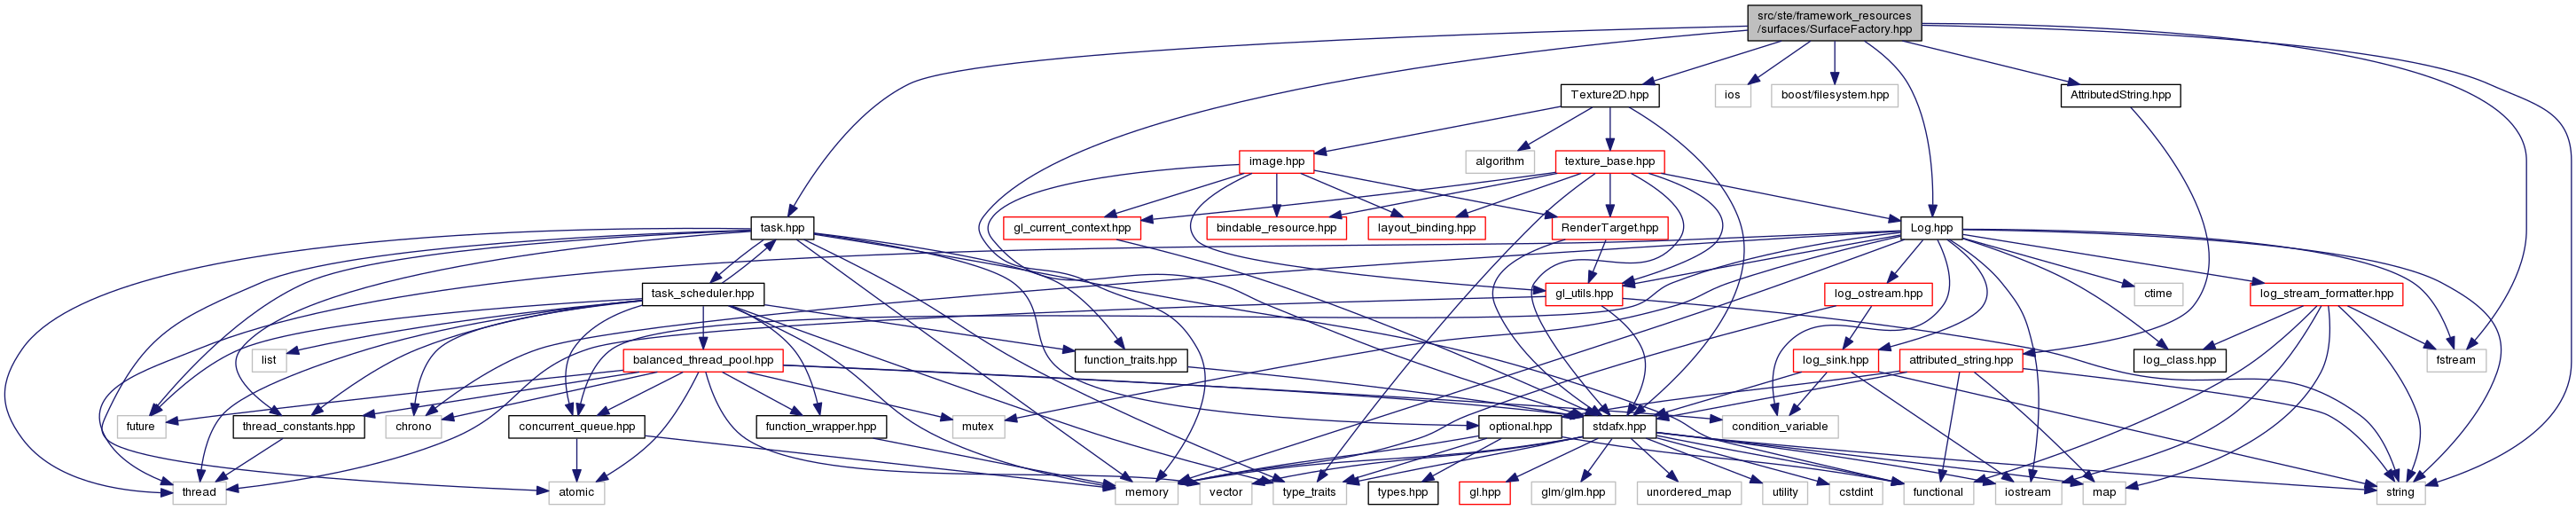 src/ste/framework_resources
/surfaces/SurfaceFactory.hpp
Texture2D.hpp
ios
boost/filesystem.hpp
AttributedString.hpp
image.hpp
algorithm
texture_base.hpp
task.hpp
gl_current_context.hpp
bindable_resource.hpp
layout_binding.hpp
RenderTarget.hpp
Log.hpp
task_scheduler.hpp
gl_utils.hpp
log_ostream.hpp
ctime
log_stream_formatter.hpp
list
balanced_thread_pool.hpp
function_traits.hpp
log_sink.hpp
attributed_string.hpp
log_class.hpp
fstream
future
thread_constants.hpp
chrono
concurrent_queue.hpp
function_wrapper.hpp
mutex
optional.hpp
stdafx.hpp
condition_variable
thread
atomic
memory
vector
type_traits
types.hpp
gl.hpp
glm/glm.hpp
unordered_map
utility
cstdint
functional
iostream
map
string